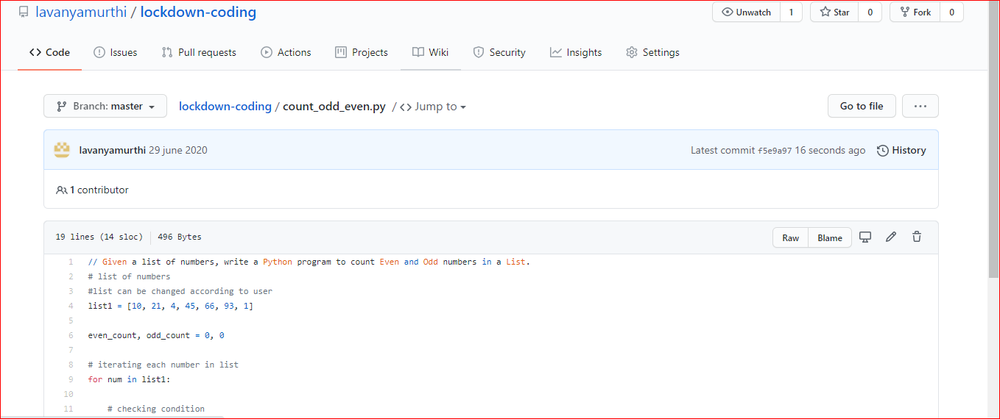 lavanyamurthi / lockdown-coding
Unwatch 1 Star 0 Fork 0
Code Issues Pull requests Actions Projects Wiki Security Insights Settings
Branch: master lockdown-coding / count_odd_even.py / <> Jump to Go to file ...
lavanyamurthi 29 june 2020 Latest commit f5e9a97 16 seconds ago History
1 contributor
19 lines (14 sloc) 496 Bytes Raw Blame
1 // Given a list of numbers, write a Python program to count Even and Odd numbers in a List.
2 # list of numbers
3 #list can be changed according to user
4 list1 = [10, 21, 4, 45, 66, 93, 1]
5
6 even_count, odd_count = 0, 0
7
8 # iterating each number in list
9 for num in list1:
10
11 # checking condition